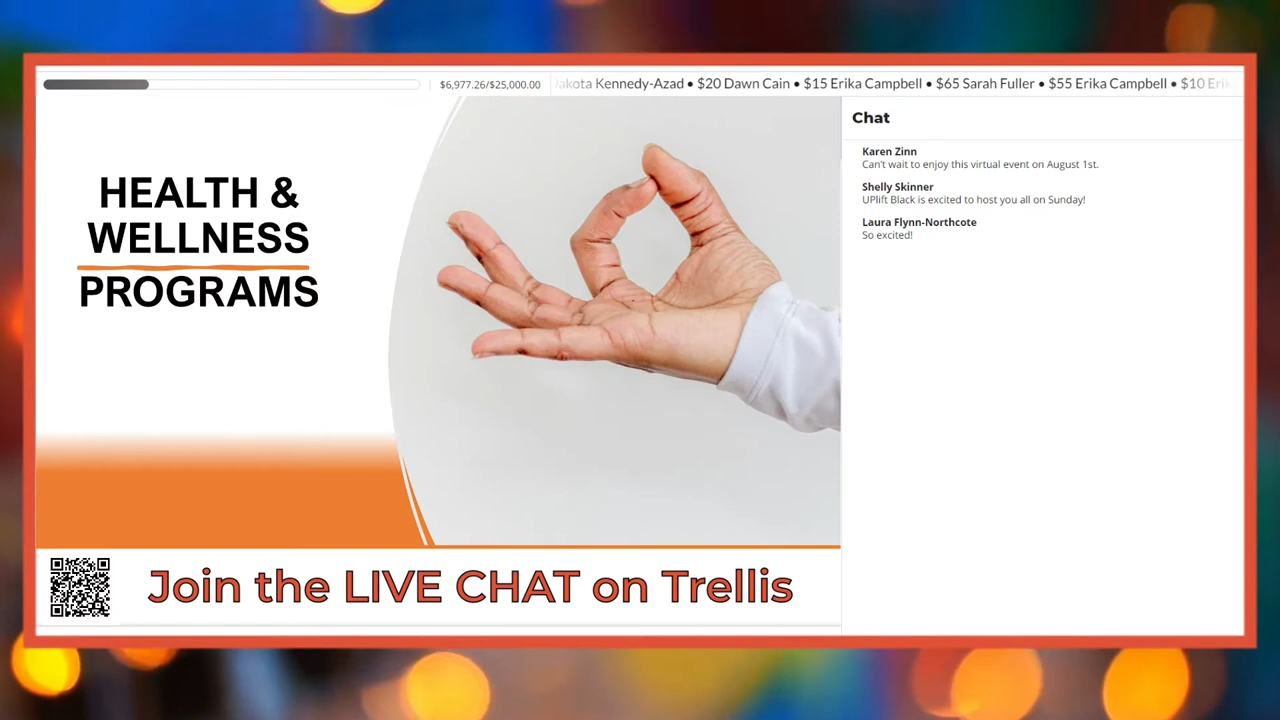 $6,977.26/$25,000.00
Kennedy-Azad • $20 Dawn Cain • $15 Erika Campbell • $65 Sarah Fuller • $55 Erika Campbell • $10
HEALTH &
WELLNESS
PROGRAMS
Chat
Karen Zinn
Can't wait to enjoy this virtual event on August 1st.
Shelly Skinner
UPlift Black is excited to host you all on Sunday!
Laura Flynn-Northcote
So excited!
Join the LIVE CHAT on Trellis